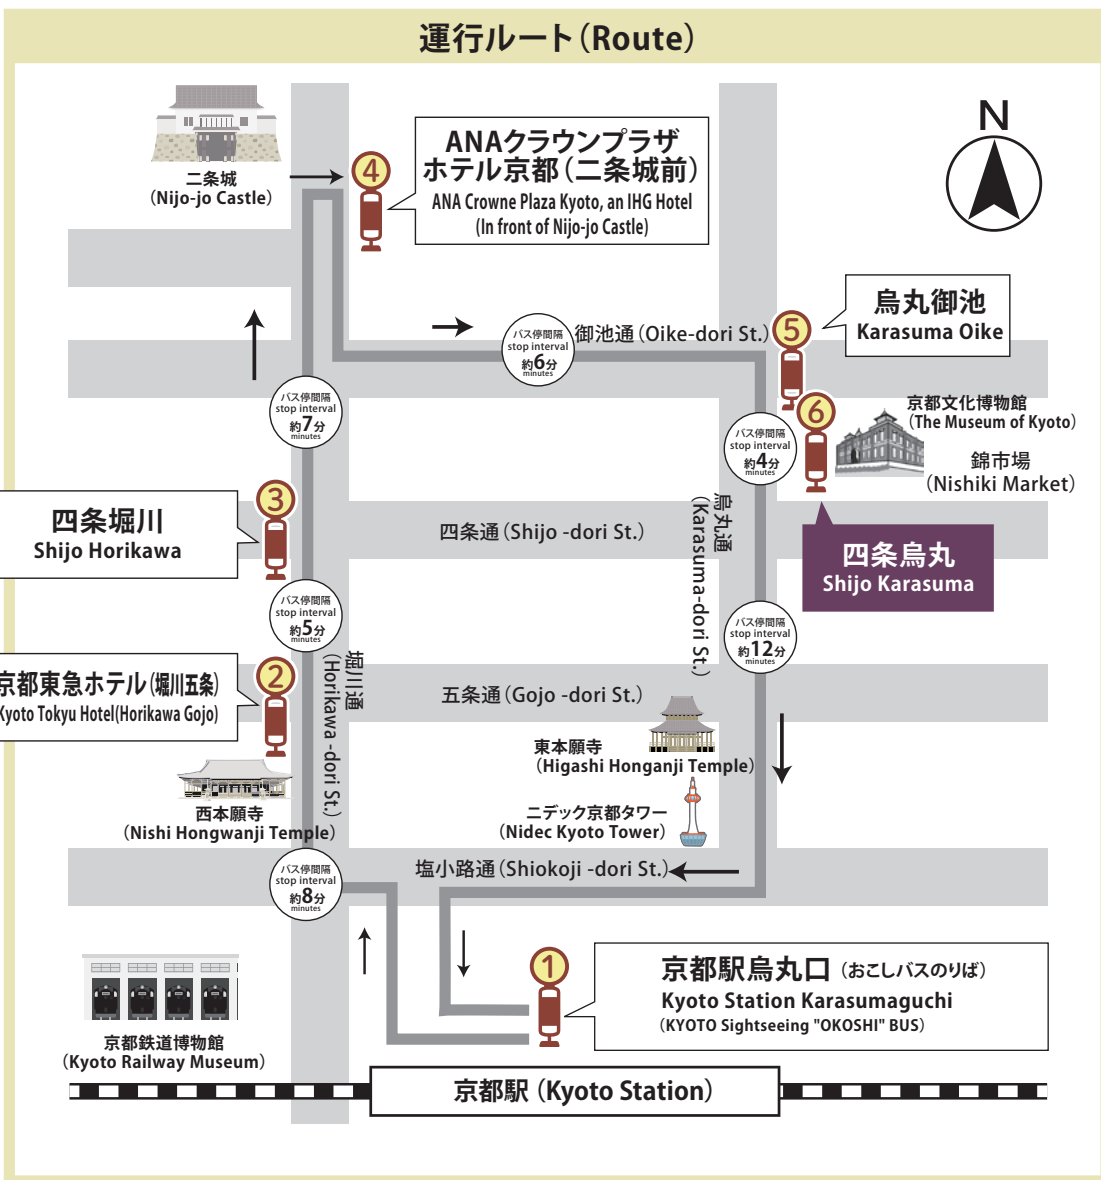 運行ルート(Route)
N
二条城
(Nijo-jo Castle)
4
ANAクラウンプラザ
ホテル京都(二条城前)
ANA Crowne Plaza Kyoto, an IHG Hotel
(In front of Nijo-jo Castle)
5
烏丸御池
Karasuma Oike
御池通(Oike-dori St.)
バス停間隔
stop interval
約6分
minutes
バス停間隔
stop interval
約7分
minutes
6
京都文化博物館
(The Museum of Kyoto)
錦市場
(Nishiki Market)
バス停間隔
stop interval
約4分
minutes
3
四条堀川
Shijo Horikawa
四条通(Shijo -dori St.)
烏丸通
(Karasuma-dori St.)
四条烏丸
Shijo Karasuma
バス停間隔
stop interval
約5分
minutes
バス停間隔
stop interval
約12分
minutes
2
京都東急ホテル(堀川五条)
Kyoto Tokyu Hotel(Horikawa Gojo)
堀川通
(Horikawa -dori St.)
五条通(Gojo -dori St.)
東本願寺
(Higashi Honganji Temple)
西本願寺
(Nishi Hongwanji Temple)
ニデック京都タワー
(Nidec Kyoto Tower)
塩小路通(Shiokoji -dori St.)
バス停間隔
stop interval
約8分
minutes
1
京都駅烏丸口(おこしバスのりば)
Kyoto Station Karasumaguchi
(KYOTO Sightseeing "OKOSHI" BUS)
京都鉄道博物館
(Kyoto Railway Museum)
京都駅(Kyoto Station)